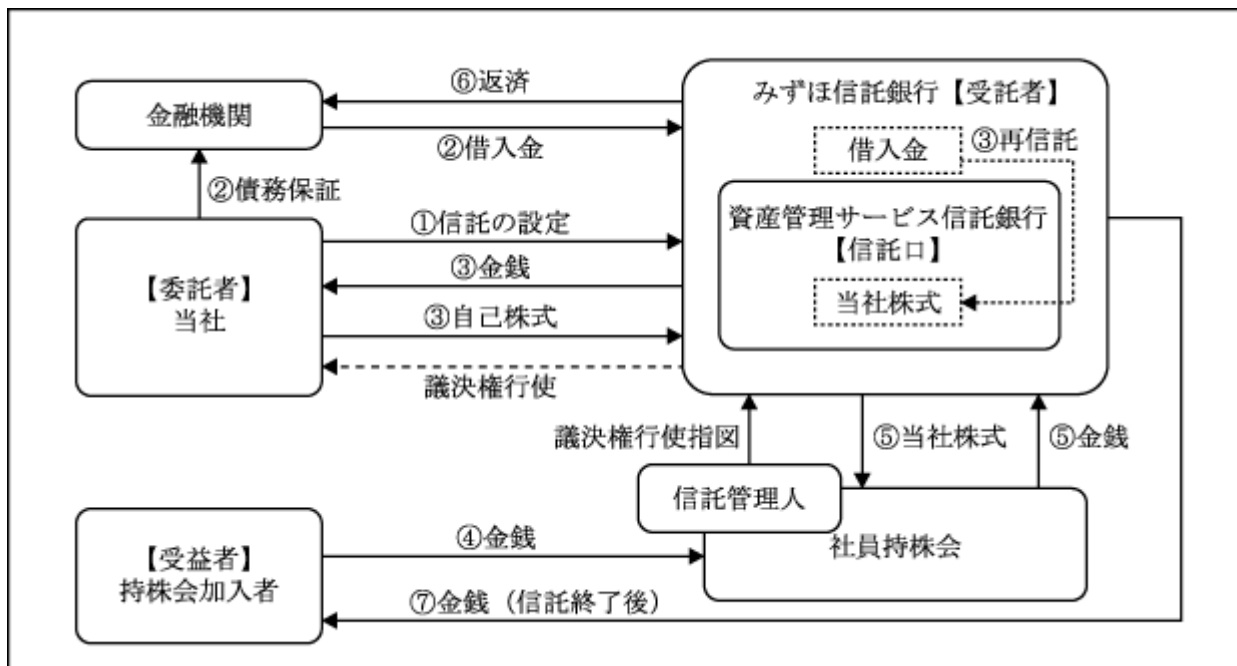 ⑥返済
みずほ信託銀行【受託者】
金融機関
②借入金
借入金
③再信託
②債務保証
①信託の設定
資産管理サービス信託銀行
【信託口】
③金銭
【委託者】
当社
当社株式
③自己株式
議決権行使
議決権行使指図
⑤当社株式
⑤金銭
信託管理人
社員持株会
【受益者】
持株会加入者
④金銭
⑦金銭（信託終了後）